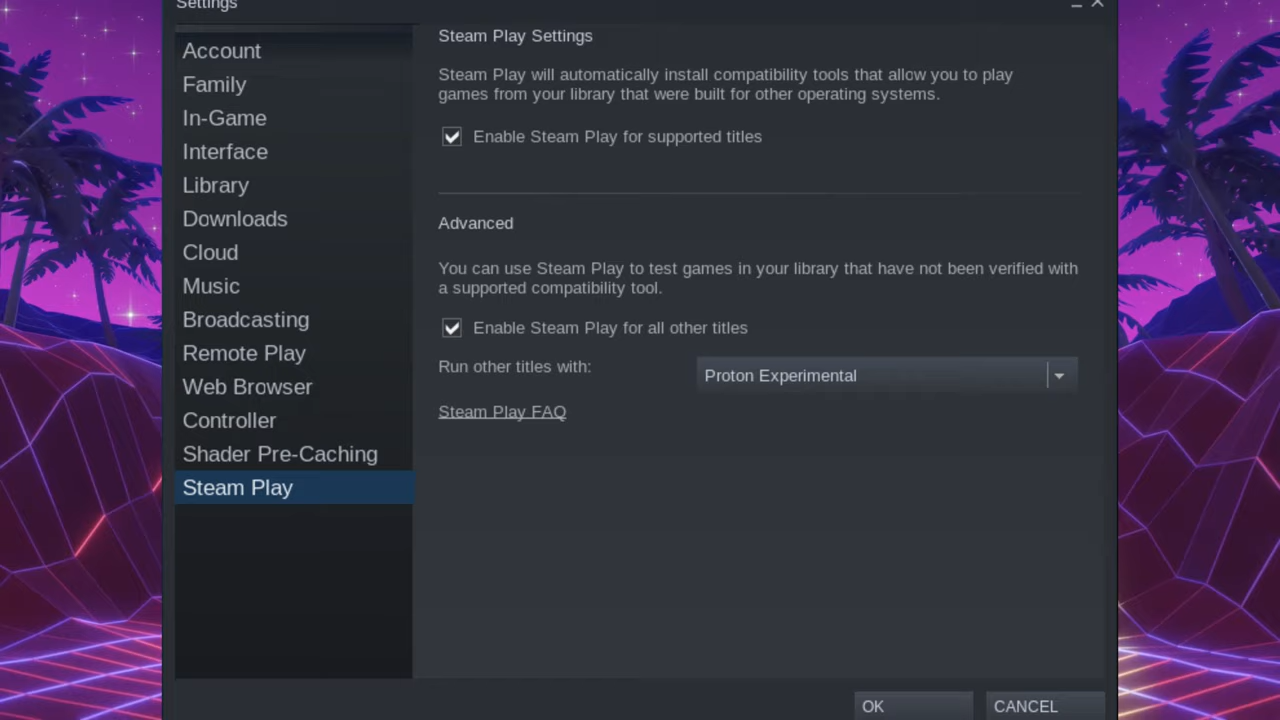 Settings
Account
Family
In-Game
Interface
Library
Downloads
Cloud
Music
Broadcasting
Remote Play
Web Browser
Controller
Shader Pre-Caching
Steam Play
Steam Play Settings
Steam Play will automatically install compatibility tools that allow you to play
games from your library that were built for other operating systems.
Enable Steam Play for supported titles
Advanced
You can use Steam Play to test games in your library that have not been verified with
a supported compatibility tool.
Enable Steam Play for all other titles
Run other titles with:
Proton Experimental
Steam Play FAQ
OK
CANCEL